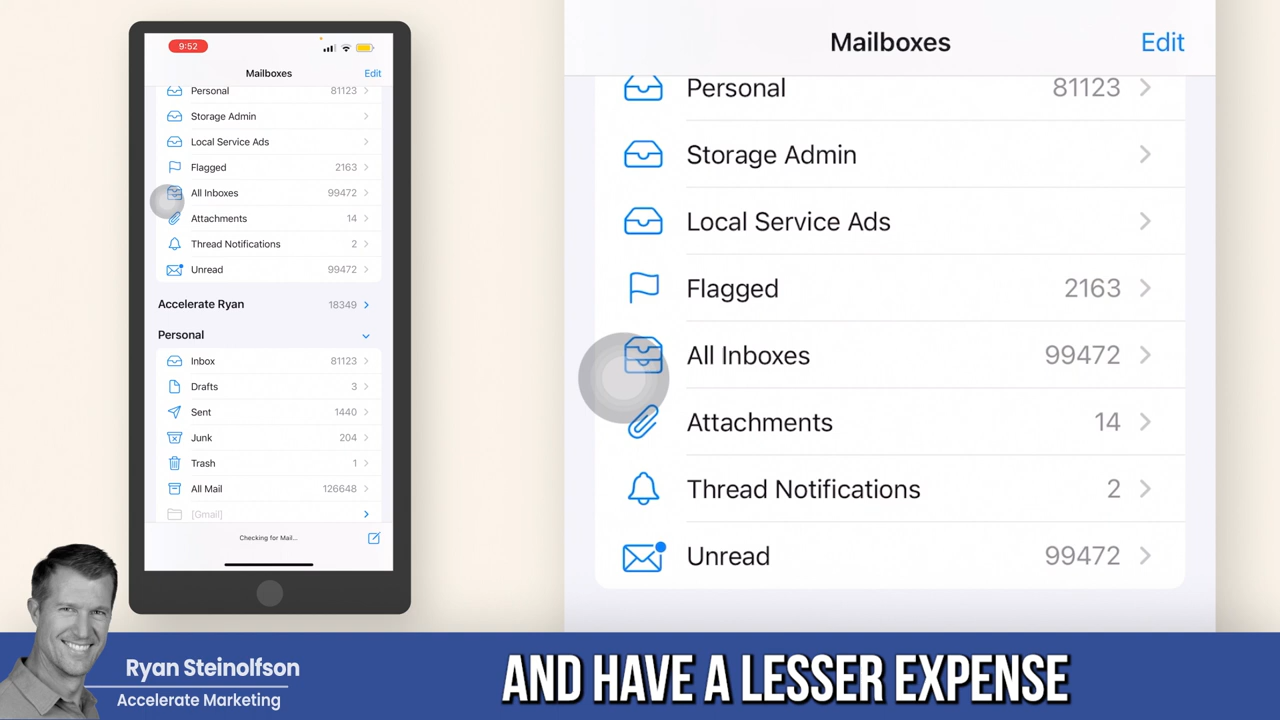 9:52
Mailboxes
Edit
Personal 81123
Storage Admin
Local Service Ads
Flagged 2163
All Inboxes 99472
Attachments 14
Thread Notifications 2
Unread 99472
Accelerate Ryan 18349
Personal
Inbox 81123
Drafts 3
Sent 1440
Junk 204
Trash 1
All Mail 126648
[Gmail]
Checking for Mail...
Mailboxes
Edit
Personal 81123
Storage Admin
Local Service Ads
Flagged 2163
All Inboxes 99472
Attachments 14
Thread Notifications 2
Unread 99472
Ryan Steinolfson
Accelerate Marketing
AND HAVE A LESSER EXPENSE